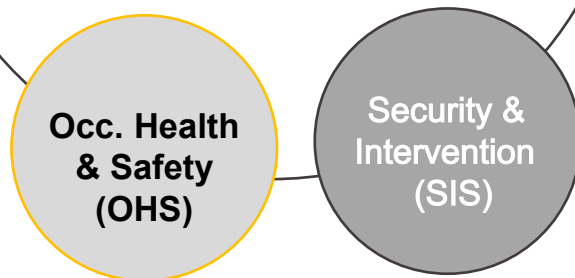 Occ. Health
& Safety
(OHS)
Security &
Intervention
(SIS)